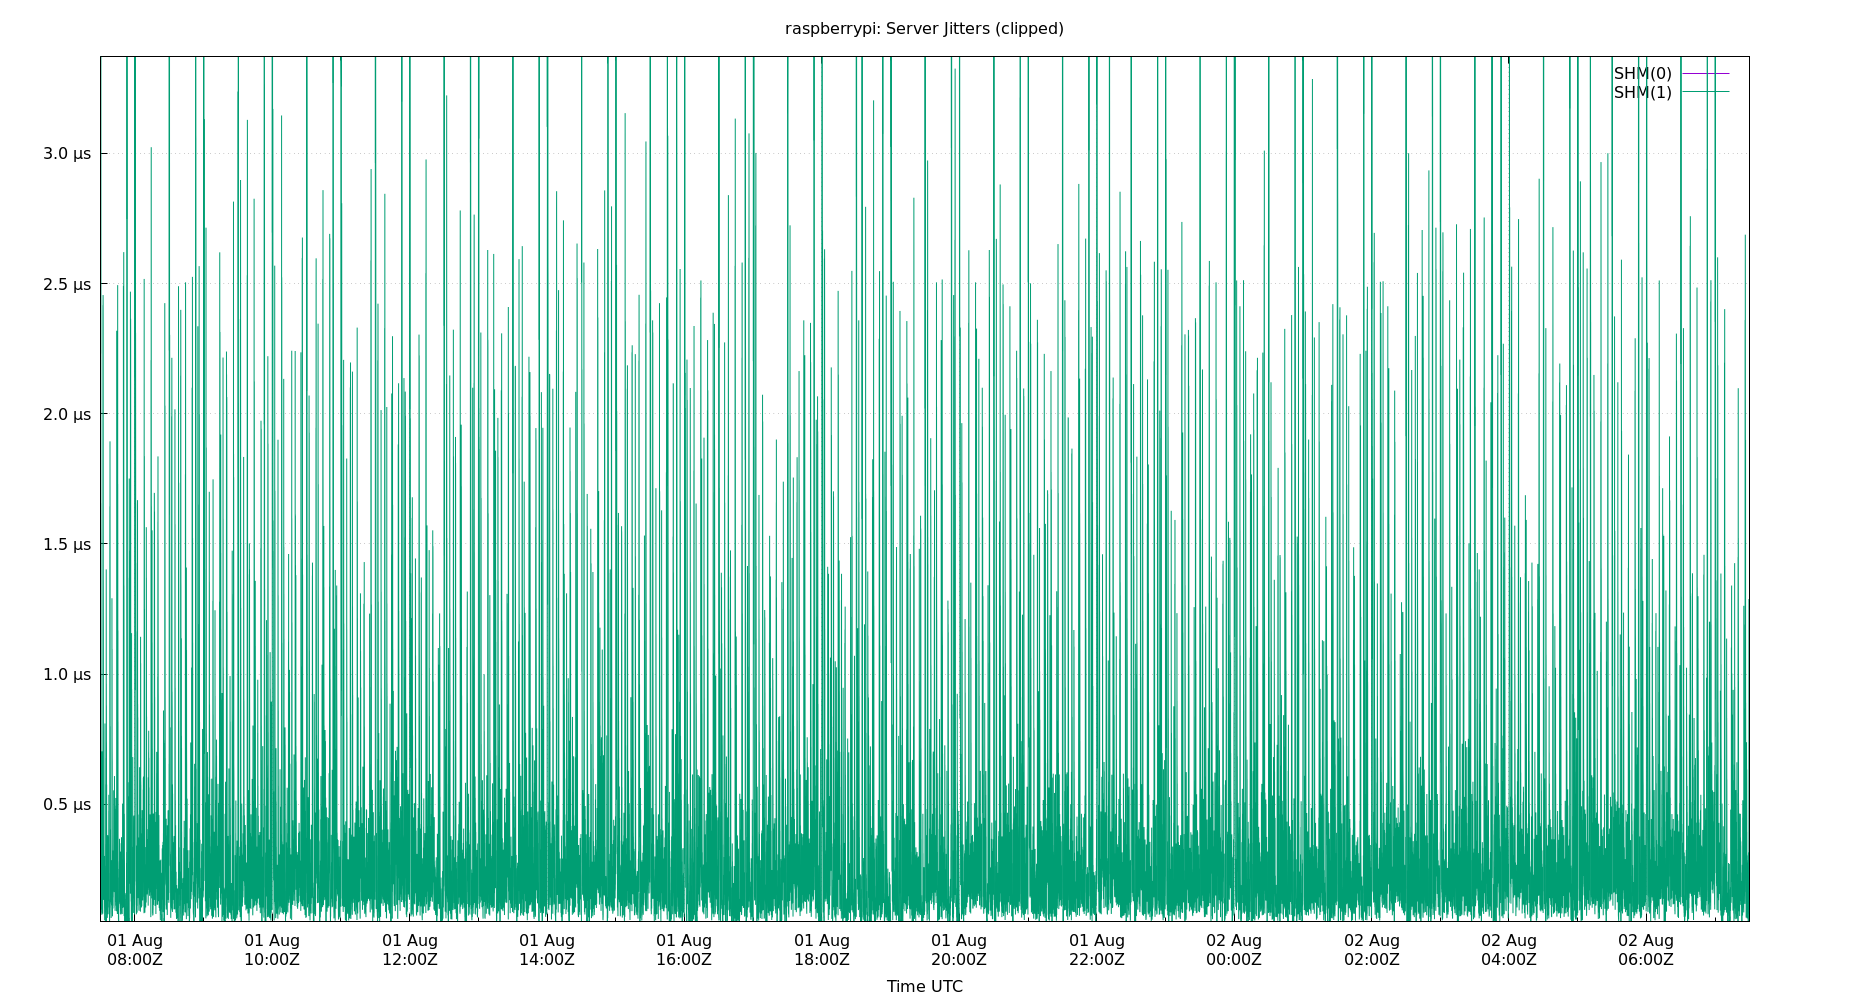 raspberrypi: Server Jitters (clipped)
SHM(0)
SHM(1)
3.0 µs
2.5 µs
2.0 µs
1.5 µs
1.0 µs
0.5 µs
01 Aug 01 Aug 01 Aug 01 Aug 01 Aug 01 Aug 01 Aug 01 Aug 02 Aug 02 Aug 02 Aug 02 Aug
08:00Z 10:00Z 12:00Z 14:00Z 16:00Z 18:00Z 20:00Z 22:00Z 00:00Z 02:00Z 04:00Z 06:00Z
Time UTC